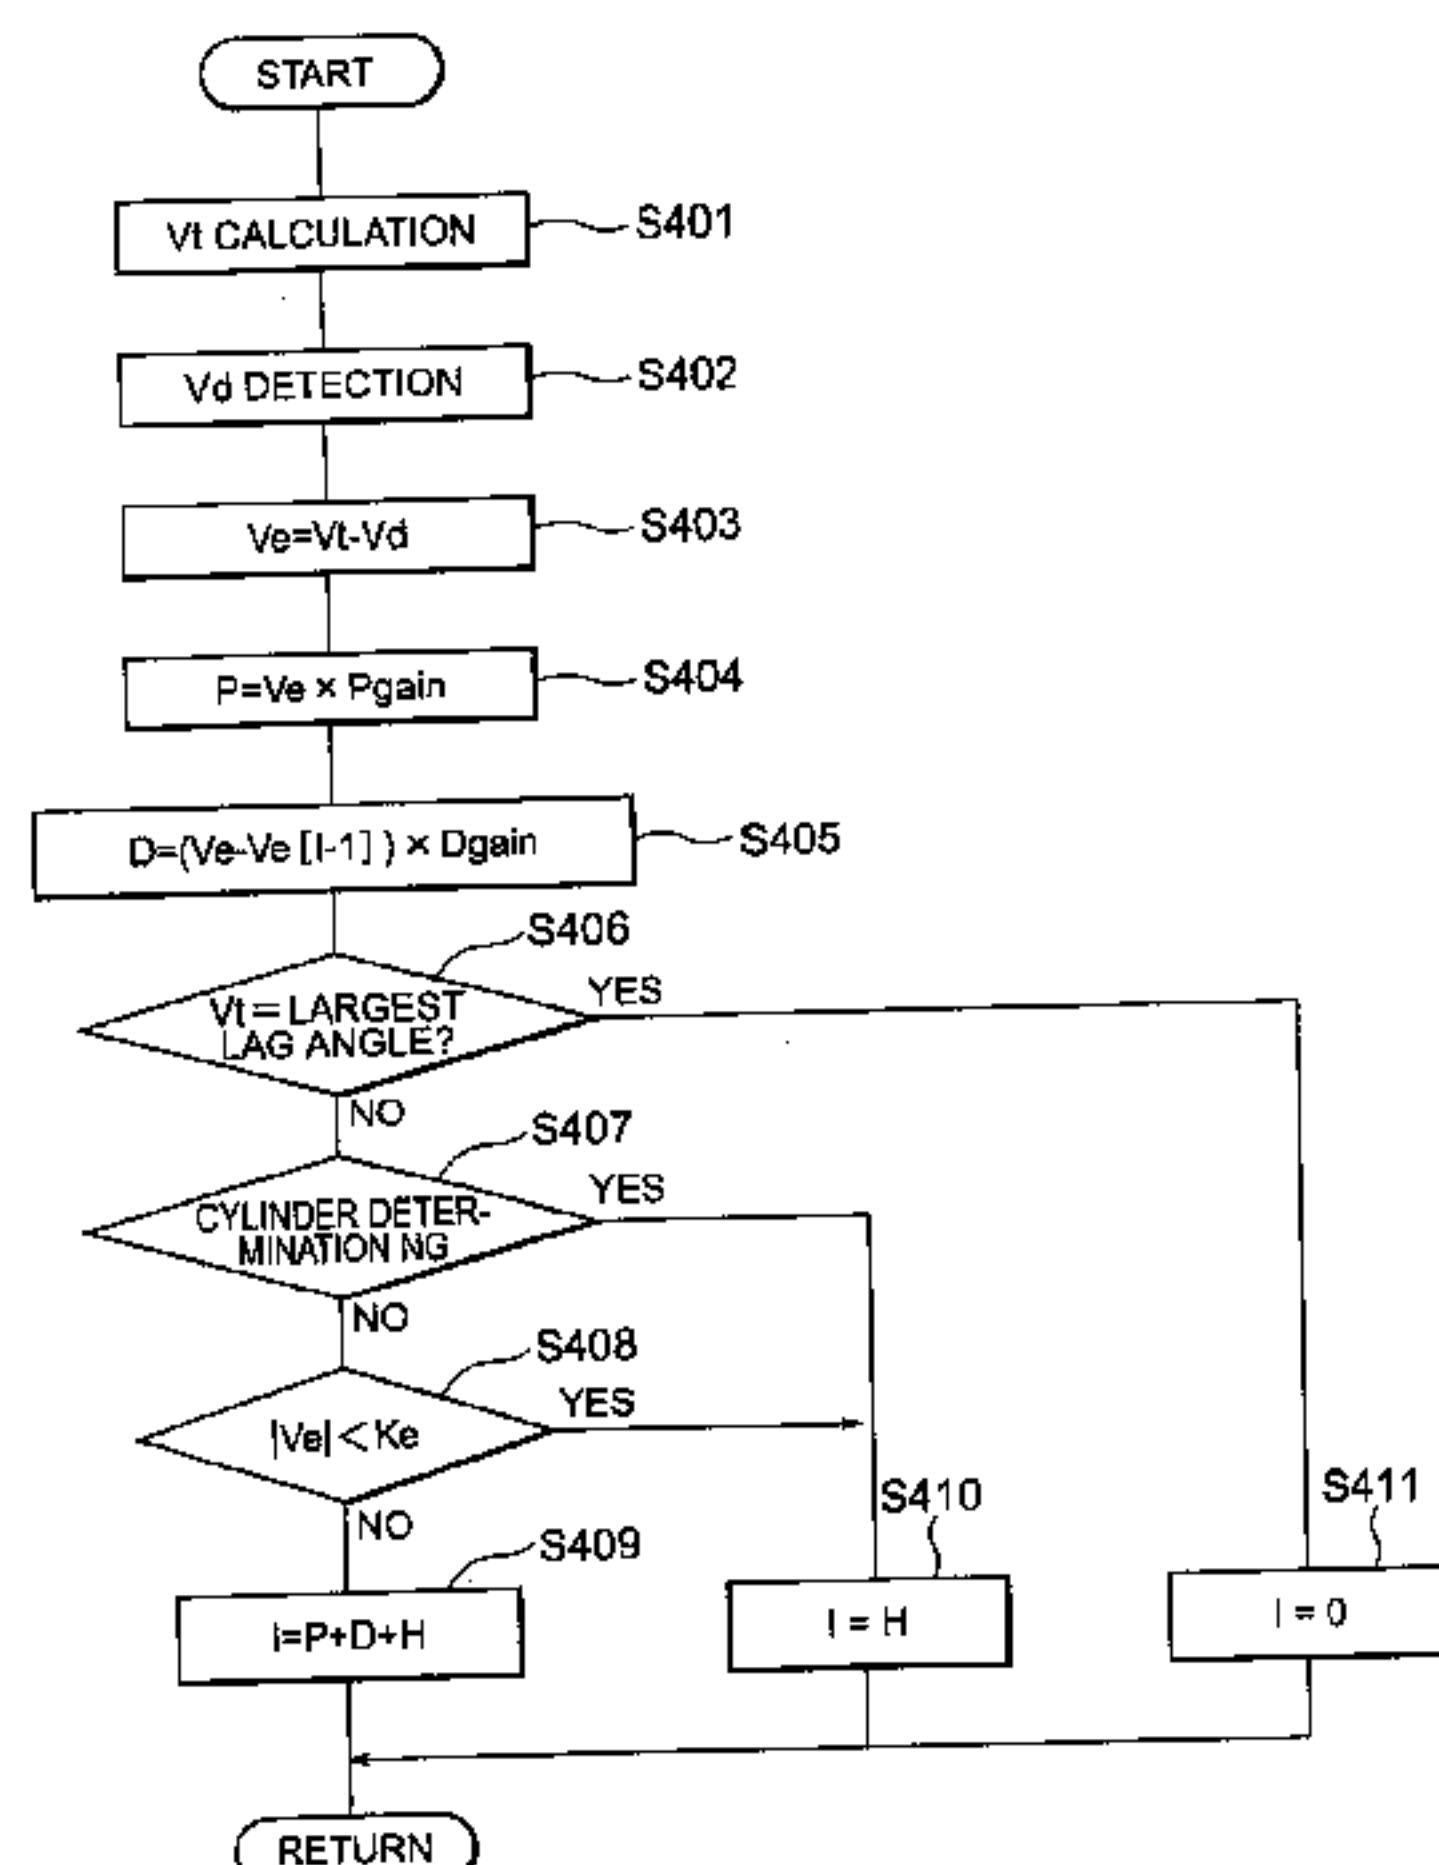 START
Vt CALCULATION
S401
Vd DETECTION
S402
Ve=Vt-Vd
S403
P=Ve × Pgain
S404
D=(Ve-Ve [I-1] ) × Dgain
S405
S406
Vt = LARGEST
LAG ANGLE?
YES
NO
S407
CYLINDER DETER-
MINATION NG
YES
NO
S408
|Ve| < Ke
YES
NO
S409
I=P+D+H
S410
I = H
S411
I = 0
RETURN